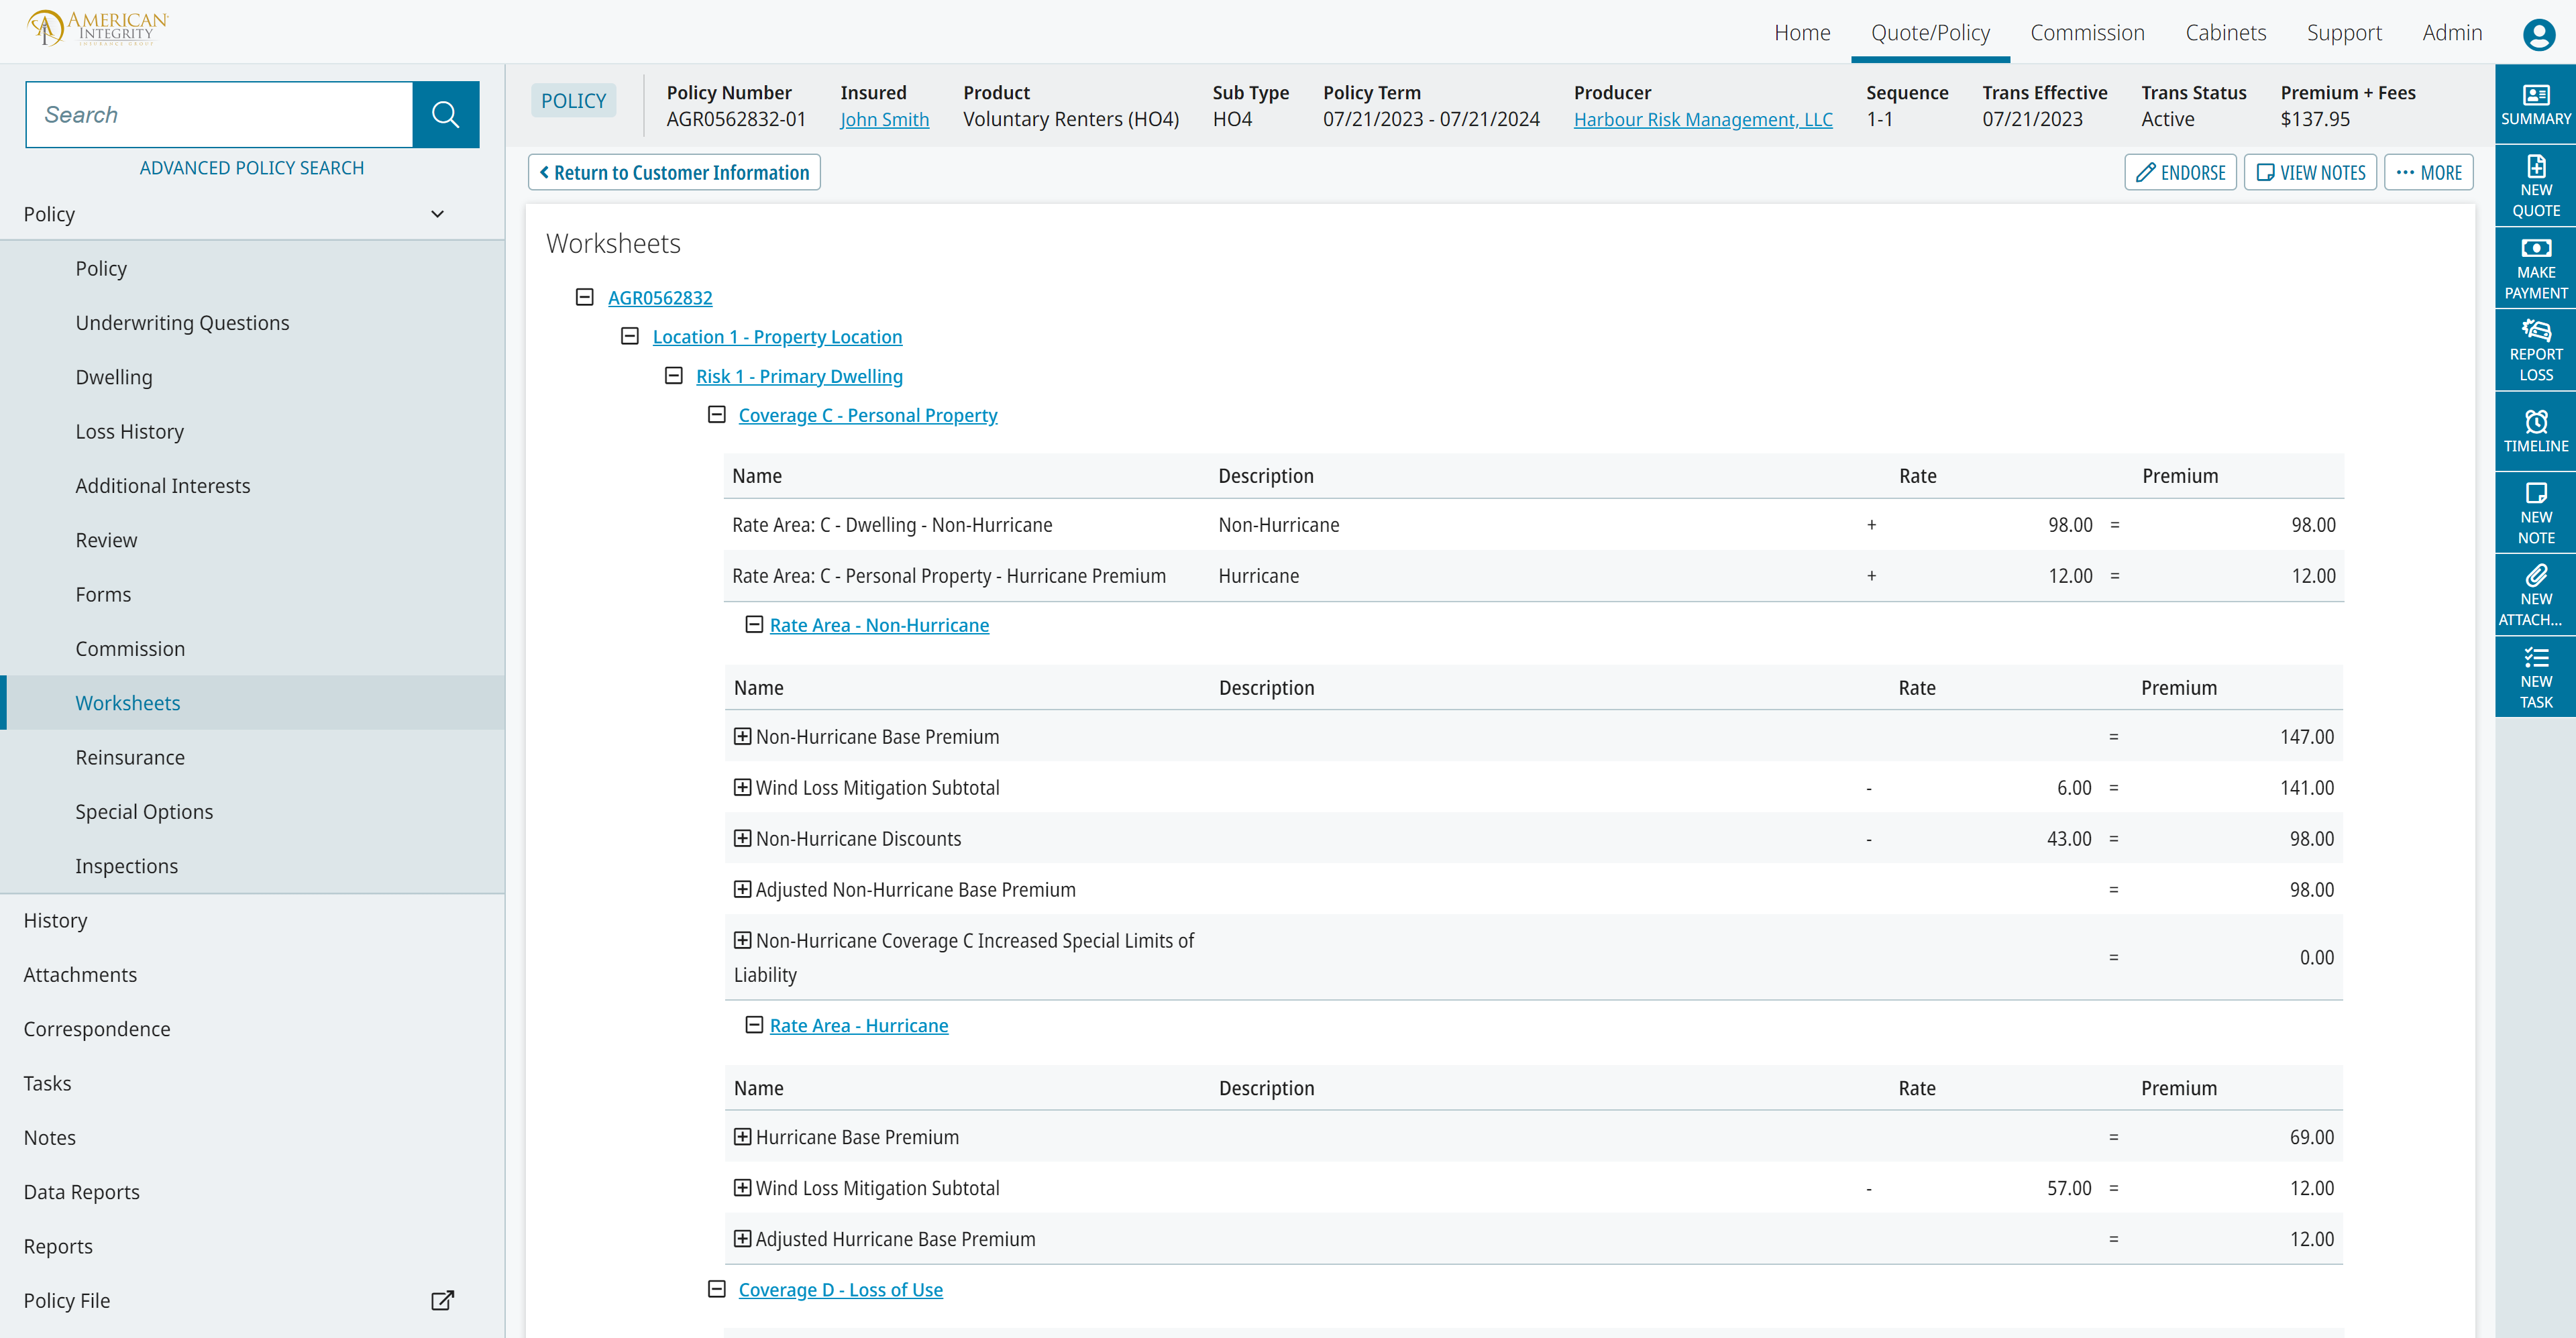 AMERICAN
INTEGRITY
INSURANCE GROUP
Home Quote/Policy Commission Cabinets Support Admin
Search
ADVANCED POLICY SEARCH
Policy
Policy
Underwriting Questions
Dwelling
Loss History
Additional Interests
Review
Forms
Commission
Worksheets
Reinsurance
Special Options
Inspections
History
Attachments
Correspondence
Tasks
Notes
Data Reports
Reports
Policy File
POLICY
Policy Number Insured Product Sub Type Policy Term Producer Sequence Trans Effective Trans Status Premium + Fees
AGR0562832-01 John Smith Voluntary Renters (HO4) HO4 07/21/2023 - 07/21/2024 Harbour Risk Management, LLC 1-1 07/21/2023 Active $137.95
Return to Customer Information
ENDORSE VIEW NOTES ... MORE
Worksheets
AGR0562832
Location 1 - Property Location
Risk 1 - Primary Dwelling
Coverage C - Personal Property
Name Description Rate Premium
Rate Area: C - Dwelling - Non-Hurricane Non-Hurricane + 98.00 = 98.00
Rate Area: C - Personal Property - Hurricane Premium Hurricane + 12.00 = 12.00
Rate Area - Non-Hurricane
Name Description Rate Premium
Non-Hurricane Base Premium = 147.00
Wind Loss Mitigation Subtotal - 6.00 = 141.00
Non-Hurricane Discounts - 43.00 = 98.00
Adjusted Non-Hurricane Base Premium = 98.00
Non-Hurricane Coverage C Increased Special Limits of
Liability = 0.00
Rate Area - Hurricane
Name Description Rate Premium
Hurricane Base Premium = 69.00
Wind Loss Mitigation Subtotal - 57.00 = 12.00
Adjusted Hurricane Base Premium = 12.00
Coverage D - Loss of Use
SUMMARY
NEW
QUOTE
MAKE
PAYMENT
REPORT
LOSS
TIMELINE
NEW
NOTE
NEW
ATTACH...
NEW
TASK